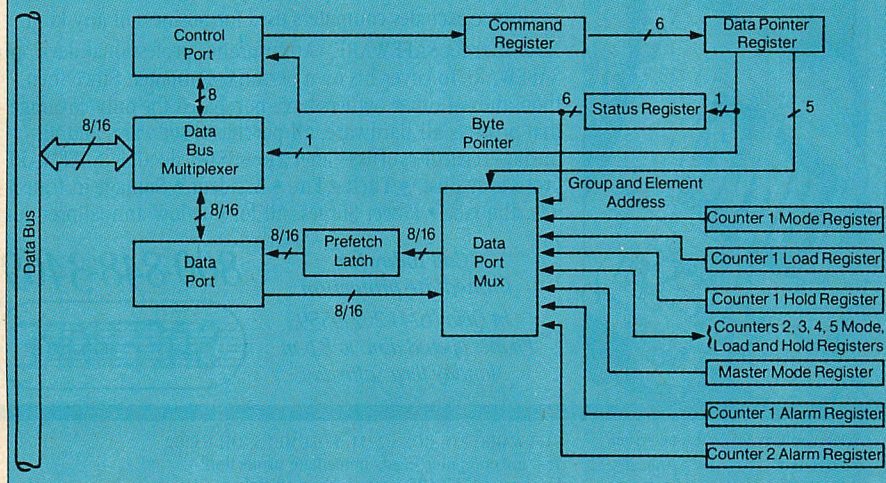 Control
Port
Command
Register
6
Data Pointer
Register
8
8/16
Data
Bus
Multiplexer
6
Status Register
1
5
Byte
Pointer
1
Group and Element
Address
Data Bus
8/16
Data
Port
8/16
Prefetch
Latch
8/16
8/16
Data
Port
Mux
Counter 1 Mode Register
Counter 1 Load Register
Counter 1 Hold Register
Counters 2, 3, 4, 5 Mode,
Load and Hold Registers
Master Mode Register
Counter 1 Alarm Register
Counter 2 Alarm Register